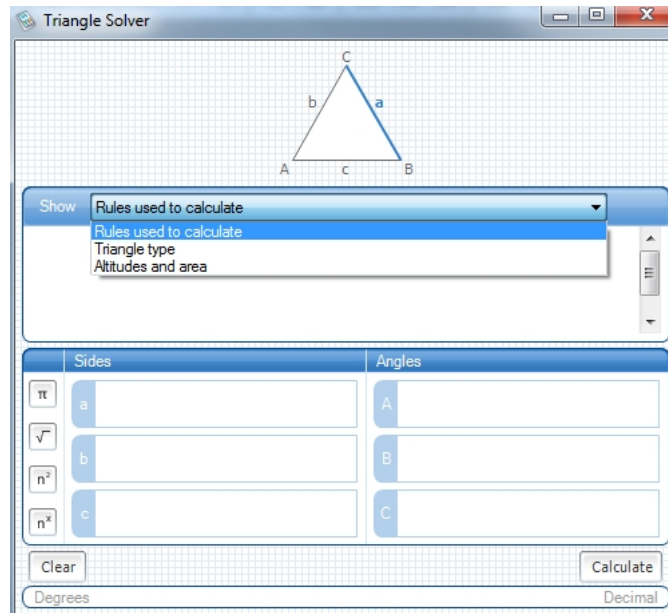 Triangle Solver
C
b a
A c B
Show Rules used to calculate
Rules used to calculate
Triangle type
Altitudes and area
Sides Angles
π a A
√
b B
n²
nˣ c C
Clear Calculate
Degrees Decimal